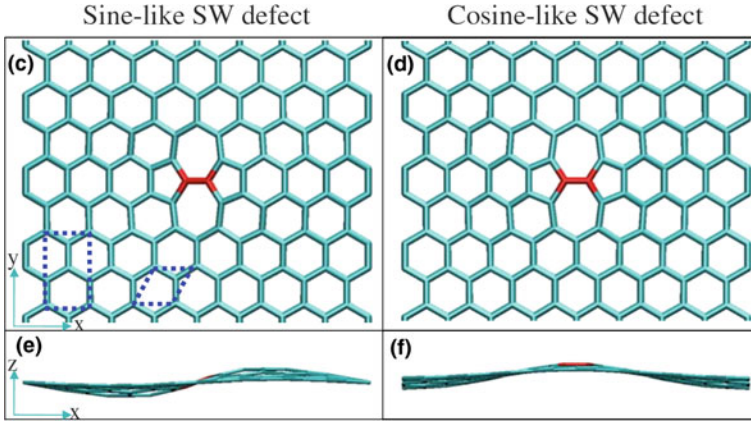 Sine-like SW defect
Cosine-like SW defect
(c)
(d)
y
x
(e)
(f)
z
x